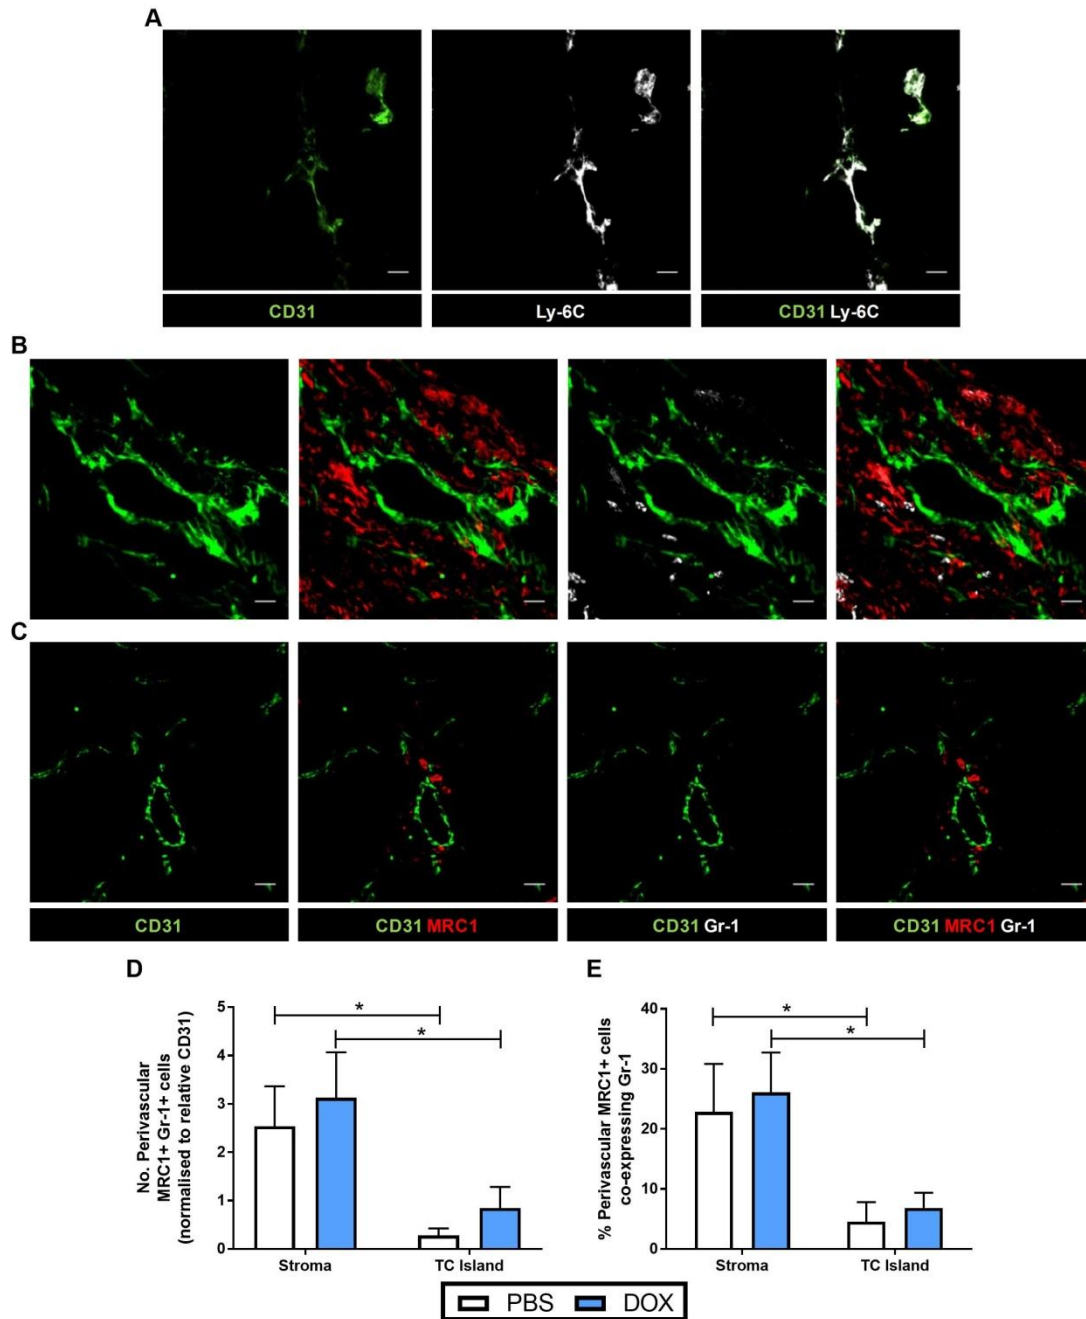 A
CD31
Ly-6C
CD31 Ly-6C
B
C
CD31
CD31 MRC1
CD31 Gr-1
CD31 MRC1 Gr-1
D
No. Perivascular
MRC1+ Gr-1+ cells
(normalised to relative CD31)
5
4
3
2
1
0
*
*
Stroma
TC Island
E
% Perivascular MRC1+ cells
co-expressing Gr-1
40
30
20
10
0
*
*
Stroma
TC Island
PBS
DOX